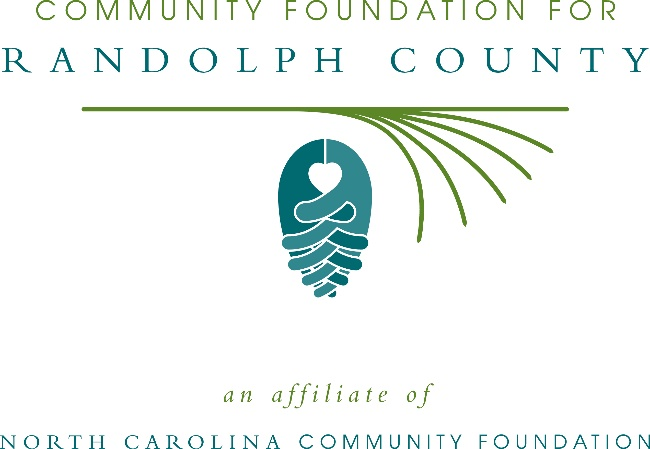 COMMUNITY FOUNDATION FOR
RANDOLPH COUNTY
an affiliate of
NORTH CAROLINA COMMUNITY FOUNDATION